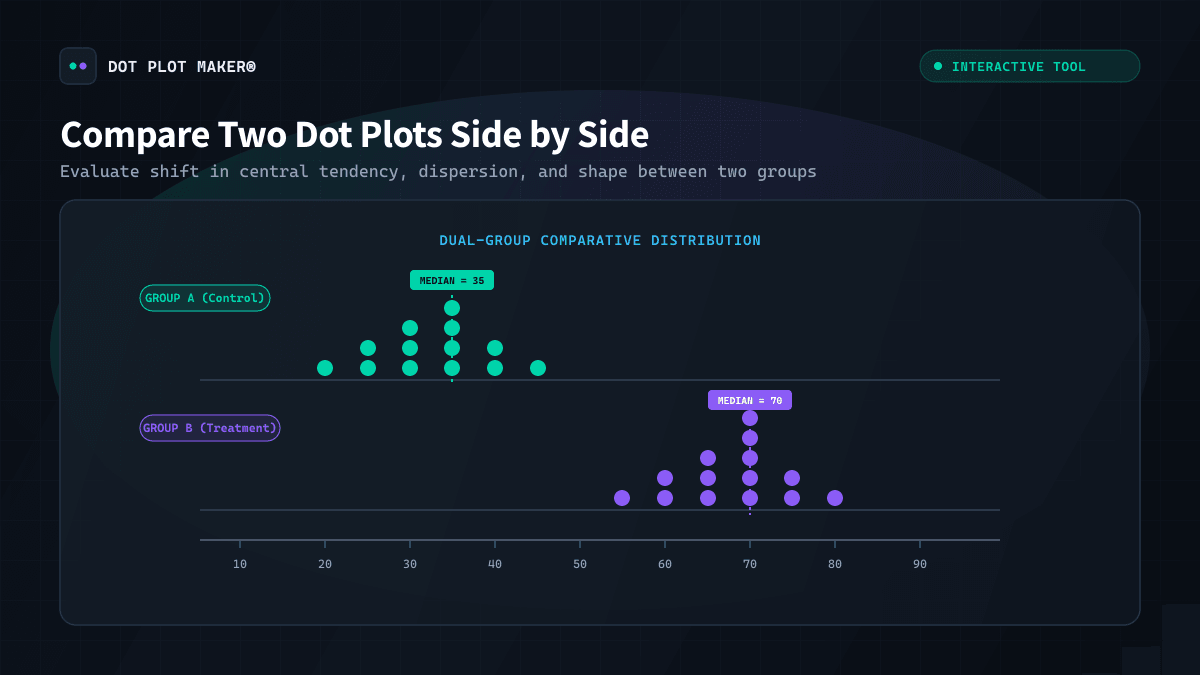 DOT PLOT MAKER®
INTERACTIVE TOOL
Compare Two Dot Plots Side by Side
Evaluate shift in central tendency, dispersion, and shape between two groups
DUAL-GROUP COMPARATIVE DISTRIBUTION
MEDIAN = 35
GROUP A (Control)
MEDIAN = 70
GROUP B (Treatment)
10 20 30 40 50 60 70 80 90